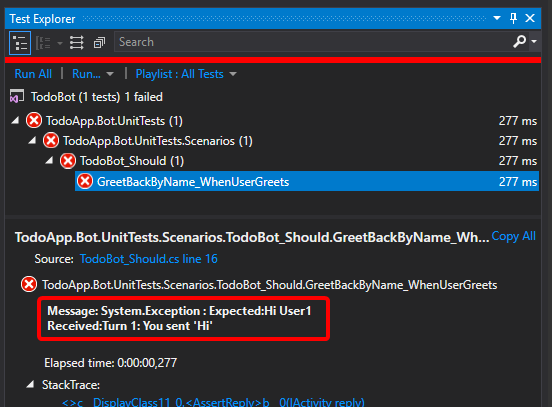 Test Explorer
Search
Run All | Run... | Playlist : All Tests
TodoBot (1 tests) 1 failed
TodoApp.Bot.UnitTests (1) 277 ms
TodoApp.Bot.UnitTests.Scenarios (1) 277 ms
TodoBot_Should (1) 277 ms
GreetBackByName_WhenUserGreets 277 ms
TodoApp.Bot.UnitTests.Scenarios.TodoBot_Should.GreetBackByName_Wh... Copy All
Source: TodoBot_Should.cs line 16
TodoApp.Bot.UnitTests.Scenarios.TodoBot_Should.GreetBackByName_WhenUserGreets
Message: System.Exception : Expected:Hi User1
Received:Turn 1: You sent 'Hi'
Elapsed time: 0:00:00,277
StackTrace:
<>c__DisplayClass11_0.<AssertReply>b__0(IActivity reply)